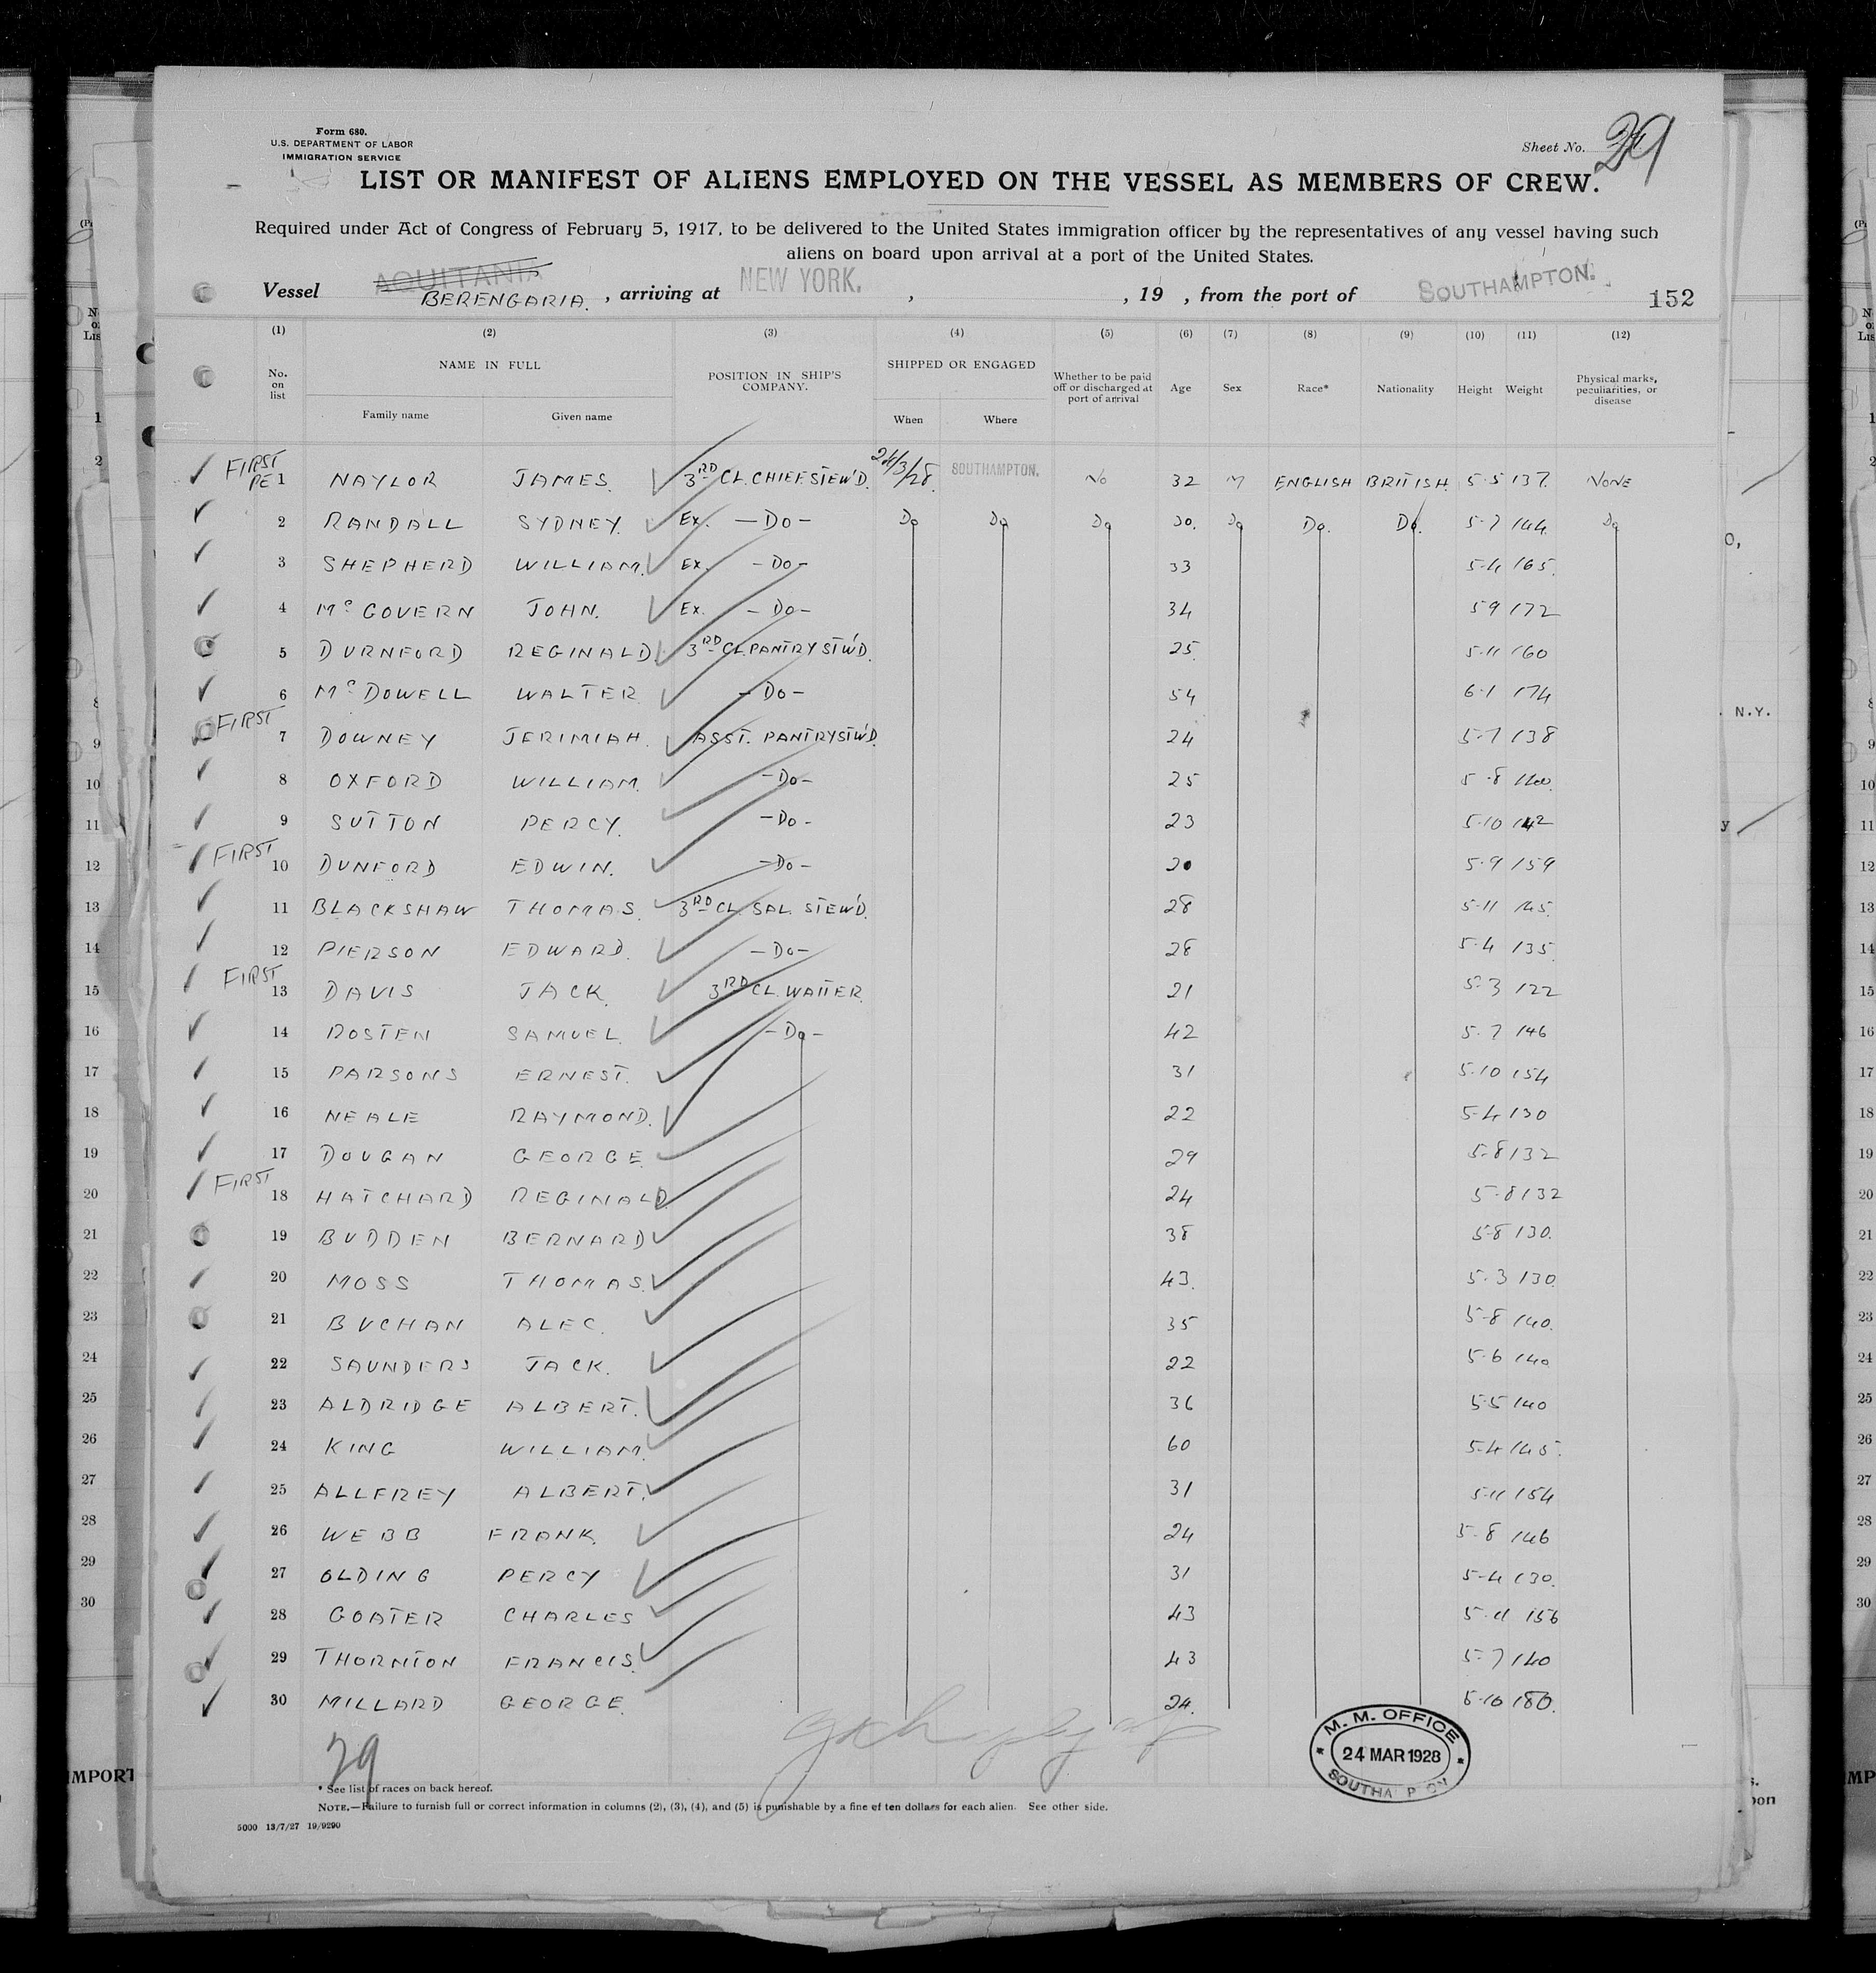 Form 680.
U.S. DEPARTMENT OF LABOR
IMMIGRATION SERVICE
Sheet No. 29
LIST OR MANIFEST OF ALIENS EMPLOYED ON THE VESSEL AS MEMBERS OF CREW.
Required under Act of Congress of February 5, 1917, to be delivered to the United States immigration officer by the representatives of any vessel having such
aliens on board upon arrival at a port of the United States.
Vessel AQUITANIA BERENGARIA, arriving at NEW YORK. , , 19 , from the port of SOUTHAMPTON. 152
(1) (2) (3) (4) (5) (6) (7) (8) (9) (10) (11) (12)
No. on list NAME IN FULL Family name Given name POSITION IN SHIP'S COMPANY. SHIPPED OR ENGAGED When Where Whether to be paid off or discharged at port of arrival Age Sex Race* Nationality Height Weight Physical marks, peculiarities, or disease
FIRST PE 1 NAYLOR JAMES. 3RD CL. CHIEF STEW'D. 24/3/28. SOUTHAMPTON. No 32 M ENGLISH BRITISH. 5·5 137. NONE
2 RANDALL SYDNEY. Ex. —Do— Do Do Do 30. Do Do. Do. 5·7 144. Do
3 SHEPHERD WILLIAM. Ex. —Do— 33 5·4 165.
4 McGOVERN JOHN. Ex. —Do— 34 5 9 172
5 DURNFORD REGINALD. 3RD CL. PANTRY STW'D. 25. 5·11 160
6 McDOWELL WALTER —Do— 54 6·1 174
FIRST 7 DOWNEY JERIMIAH. ASST. PANTRY STW'D. 24 5·7 138
8 OXFORD WILLIAM. —Do— 25 5·8
9 SUTTON PERCY. —Do— 23 5·10 142
FIRST 10 DUNFORD EDWIN. —Do— 20 5·9 159
11 BLACKSHAW THOMAS. 3RD CL. SAL. STEW'D. 28 5·11 145.
12 PIERSON EDWARD. —Do— 28 5·4 135.
FIRST 13 DAVIS JACK. 3RD CL. WAITER. 21 5·3 122
14 ROSTEN SAMUEL. —Do— 42 5·7 146
15 PARSONS ERNEST. 31 5·10 154
16 NEALE RAYMOND. 22 5·4 130
17 DOUGAN GEORGE. 29 5·8 132
FIRST 18 HATCHARD REGINALD. 24 5·8 132
19 BUDDEN BERNARD 38 5·8 130.
20 MOSS THOMAS. 43. 5·3 130.
21 BUCHAN ALEC. 35 5·8 140.
22 SAUNDERS JACK. 22 5·6 140
23 ALDRIDGE ALBERT. 36 5·5 140
24 KING WILLIAM. 60 5·4 145.
25 ALLFREY ALBERT. 31 5·11 154
26 WEBB FRANK. 24 5·8 146
27 OLDING PERCY 31 5·4 130.
28 GOATER CHARLES 43 5·11 156
29 THORNTON FRANCIS. 43 5·7 140
30 MILLARD GEORGE. 24. 5·10 180.
29
M. M. OFFICE
24 MAR 1928
SOUTHA P ON
* See list of races on back hereof.
NOTE.—Failure to furnish full or correct information in columns (2), (3), (4), and (5) is punishable by a fine of ten dollars for each alien. See other side.
5000 13/7/27 19/9290